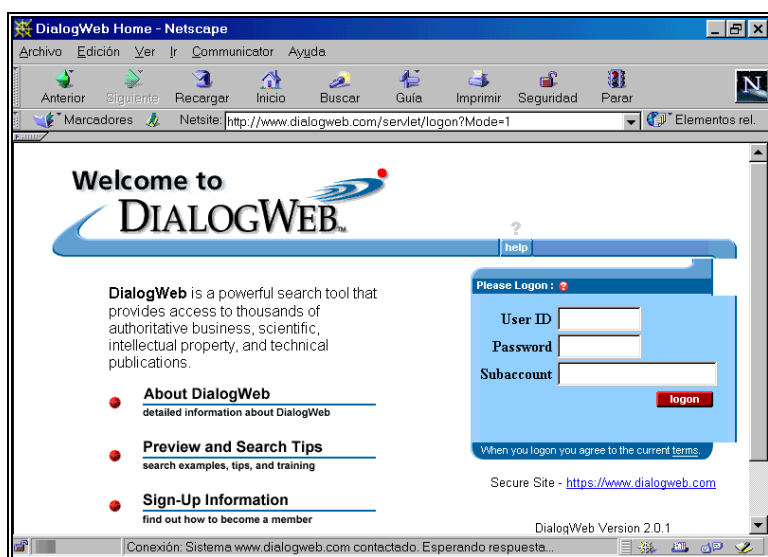 DialogWeb Home - Netscape
Archivo Edición Ver Ir Communicator Ayuda
Anterior Siguiente Recargar Inicio Buscar Guía Imprimir Seguridad Parar
N
Marcadores Netsite: http://www.dialogweb.com/servlet/logon?Mode=1 Elementos rel.
Welcome to
DIALOGWEB™
?
help
Please Logon : ?
User ID
Password
Subaccount
logon
When you logon you agree to the current terms.
Secure Site - https://www.dialogweb.com
DialogWeb Version 2.0.1
DialogWeb is a powerful search tool that
provides access to thousands of
authoritative business, scientific,
intellectual property, and technical
publications.
About DialogWeb
detailed information about DialogWeb
Preview and Search Tips
search examples, tips, and training
Sign-Up Information
find out how to become a member
Conexión: Sistema www.dialogweb.com contactado. Esperando respuesta...